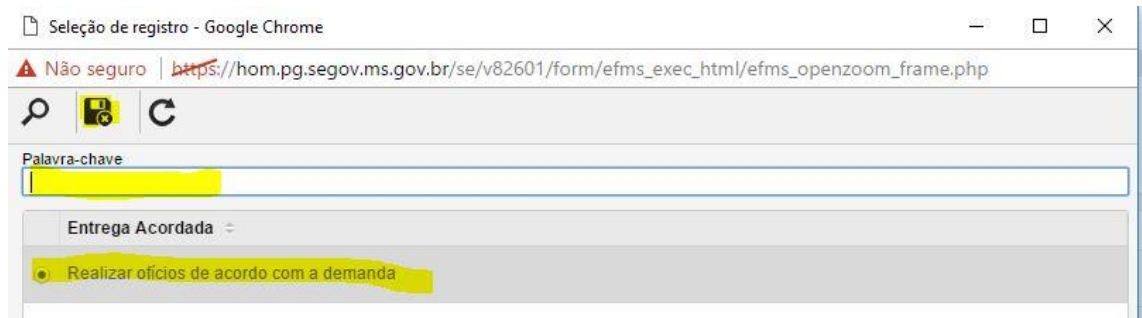 Seleção de registro - Google Chrome
Não seguro | https://hom.pg.segov.ms.gov.br/se/v82601/form/efms_exec_html/efms_openzoom_frame.php
Palavra-chave
Entrega Acordada
Realizar ofícios de acordo com a demanda